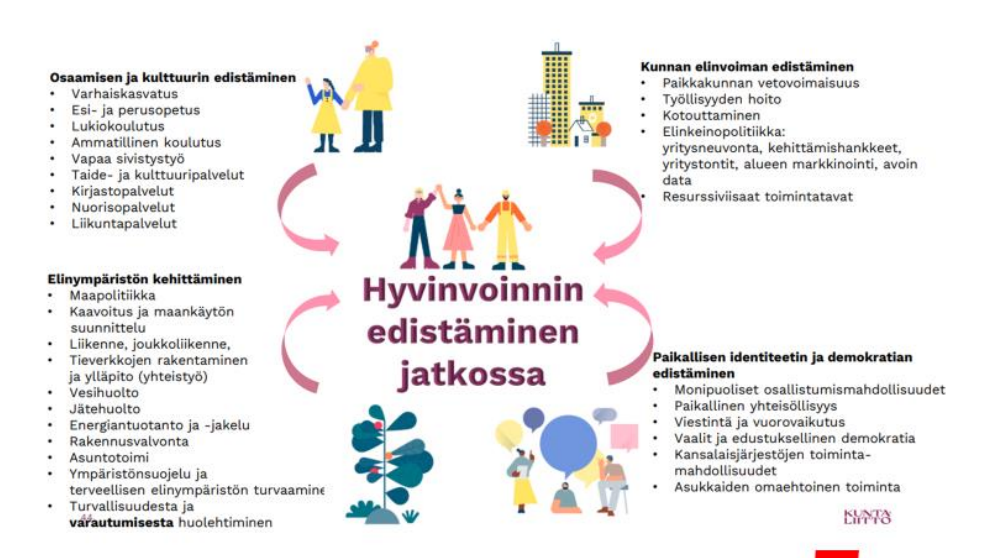 Osaamisen ja kulttuurin edistäminen
• Varhaiskasvatus
• Esi- ja perusopetus
• Lukiokoulutus
• Ammatillinen koulutus
• Vapaa sivistystyö
• Taide- ja kulttuuripalvelut
• Kirjastopalvelut
• Nuorisopalvelut
• Liikuntapalvelut
Kunnan elinvoiman edistäminen
• Paikkakunnan vetovoimaisuus
• Työllisyyden hoito
• Kotouttaminen
• Elinkeinopolitiikka:
yritysneuvonta, kehittämishankkeet,
yritystontit, alueen markkinointi, avoin
data
• Resurssiviisaat toimintatavat
Hyvinvoinnin
edistäminen
jatkossa
Elinympäristön kehittäminen
• Maapolitiikka
• Kaavoitus ja maankäytön
suunnittelu
• Liikenne, joukkoliikenne,
• Tieverkkojen rakentaminen
ja ylläpito (yhteistyö)
• Vesihuolto
• Jätehuolto
• Energiantuotanto ja -jakelu
• Rakennusvalvonta
• Asuntotoimi
• Ympäristönsuojelu ja
terveellisen elinympäristön turvaamine
• Turvallisuudesta ja
varautumisesta huolehtiminen
44
Paikallisen identiteetin ja demokratian
edistäminen
• Monipuoliset osallistumismahdollisuudet
• Paikallinen yhteisöllisyys
• Viestintä ja vuorovaikutus
• Vaalit ja edustuksellinen demokratia
• Kansalaisjärjestöjen toiminta-
mahdollisuudet
• Asukkaiden omaehtoinen toiminta
KUNTA
LIITTO